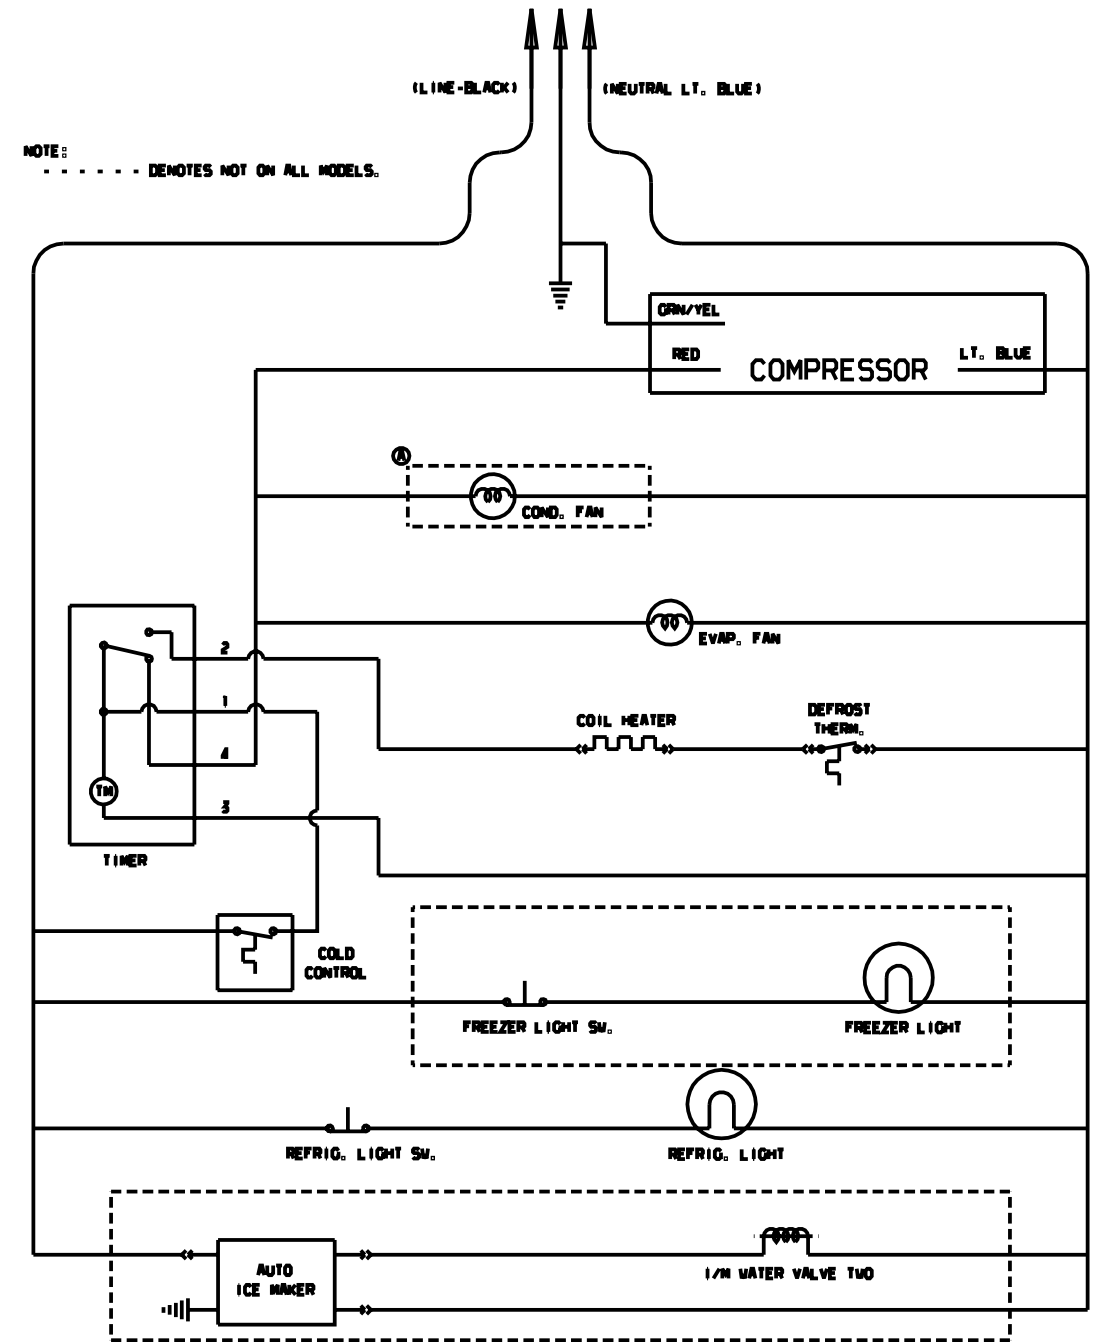 (LINE-BLACK)
(NEUTRAL LT. BLUE)
NOTE:
- - - - - - DENOTES NOT ON ALL MODELS.
GRN/YEL
RED
COMPRESSOR
LT. BLUE
A
COND. FAN
EVAP. FAN
2
1
4
3
TM
TIMER
COIL HEATER
DEFROST
THERM.
COLD
CONTROL
FREEZER LIGHT SW.
FREEZER LIGHT
REFRIG. LIGHT SW.
REFRIG. LIGHT
AUTO
ICE MAKER
I/M WATER VALVE TWO